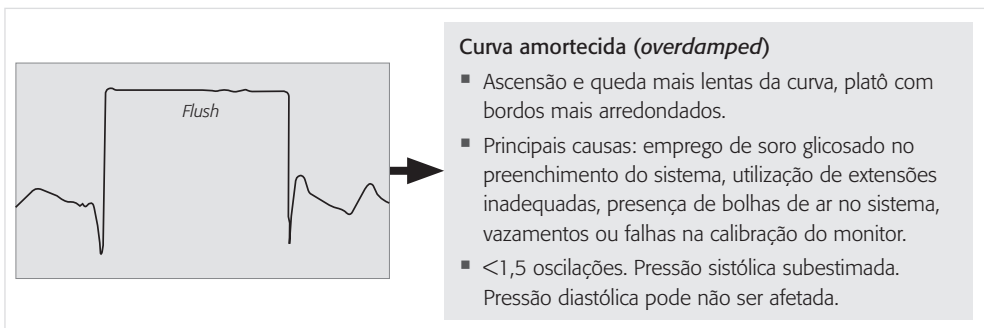 Flush
Curva amortecida (overdamped)
▪ Ascensão e queda mais lentas da curva, platô com
bordos mais arredondados.
▪ Principais causas: emprego de soro glicosado no
preenchimento do sistema, utilização de extensões
inadequadas, presença de bolhas de ar no sistema,
vazamentos ou falhas na calibração do monitor.
▪ <1,5 oscilações. Pressão sistólica subestimada.
Pressão diastólica pode não ser afetada.